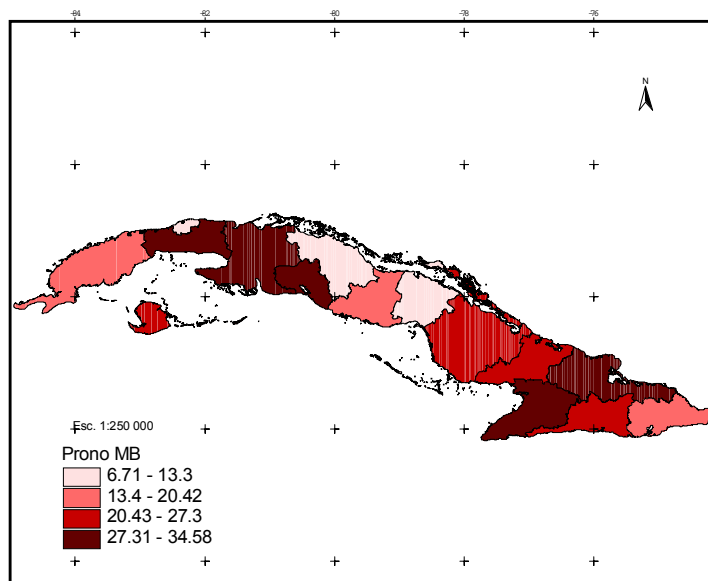 -84 -82 -80 -78 -76
N
Esc. 1:250 000
Prono MB
6.71 - 13.3
13.4 - 20.42
20.43 - 27.3
27.31 - 34.58